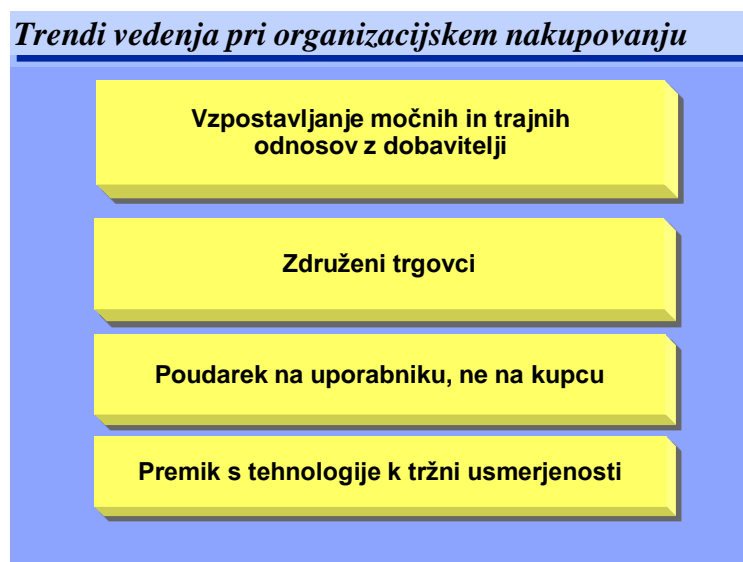 Trendi vedenja pri organizacijskem nakupovanju
Vzpostavljanje močnih in trajnih
odnosov z dobavitelji
Združeni trgovci
Poudarek na uporabniku, ne na kupcu
Premik s tehnologije k tržni usmerjenosti